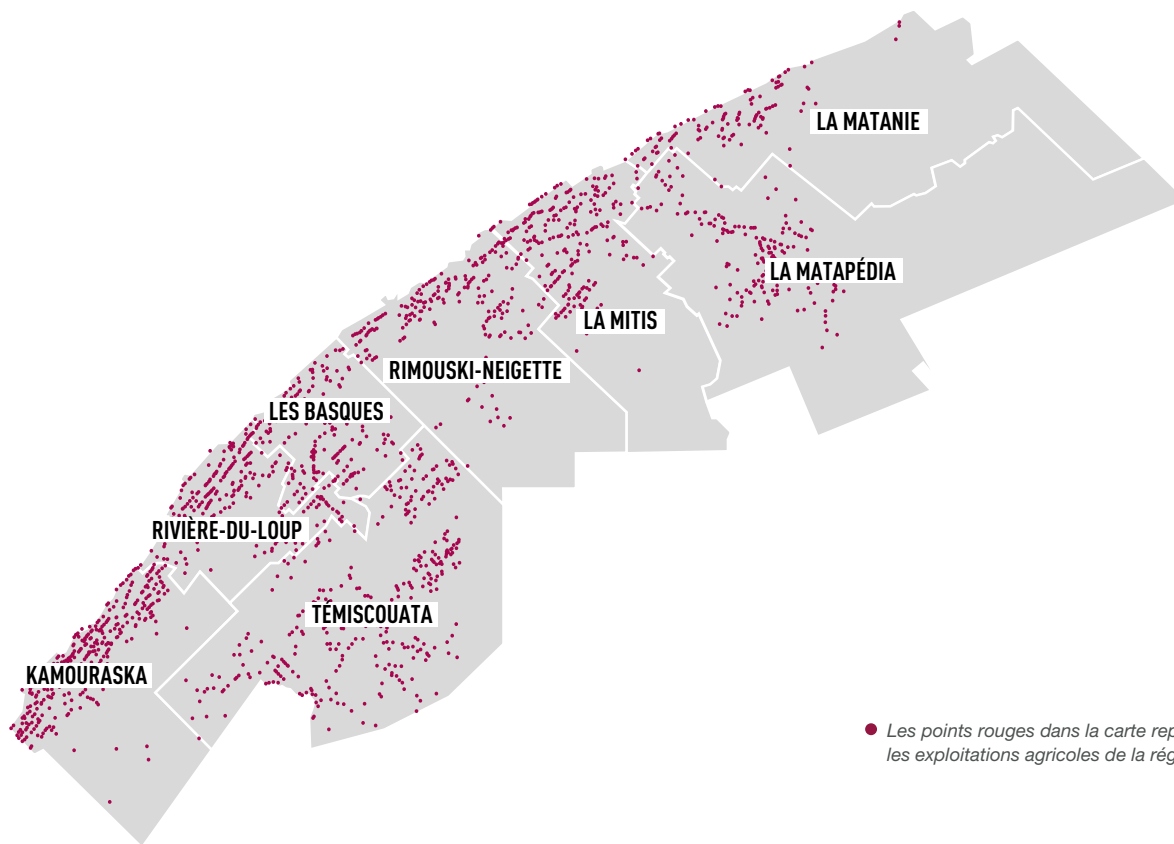 LA MATANIE
LA MATAPÉDIA
LA MITIS
RIMOUSKI-NEIGETTE
LES BASQUES
RIVIÈRE-DU-LOUP
TÉMISCOUATA
KAMOURASKA
Les points rouges dans la carte rep
les exploitations agricoles de la rég